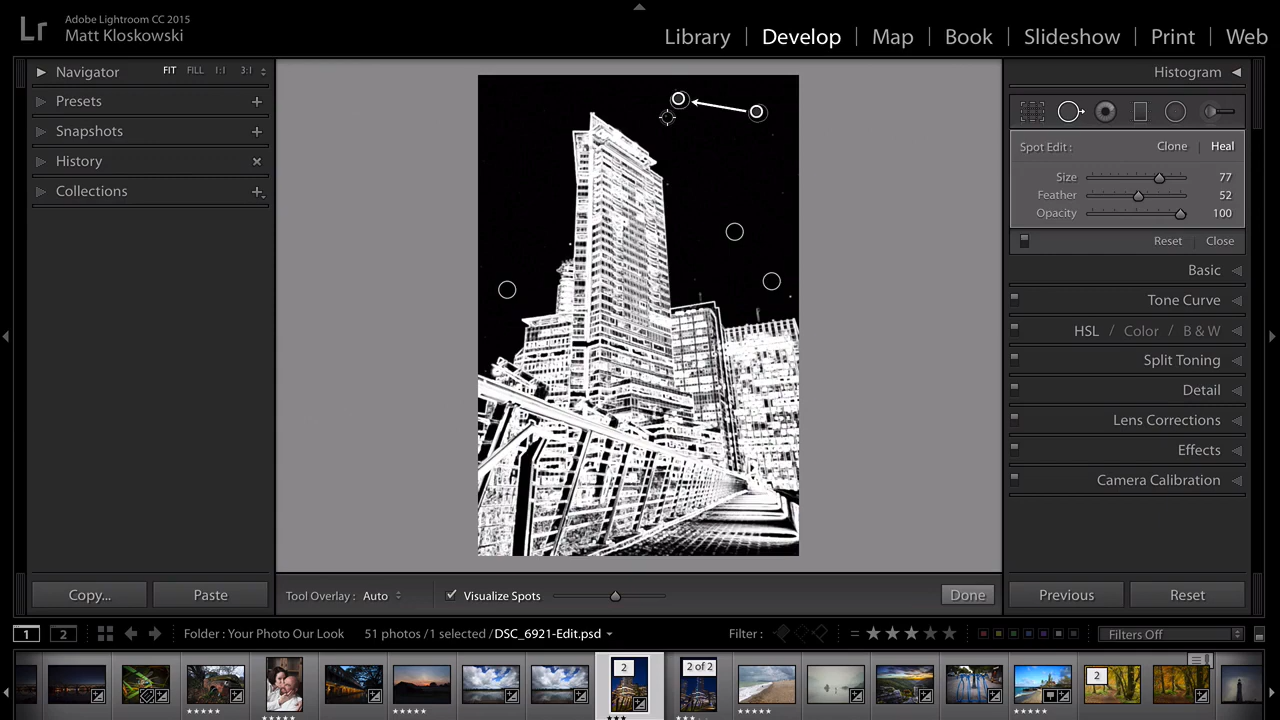 Lr
Adobe Lightroom CC 2015
Matt Kloskowski
Library | Develop | Map | Book | Slideshow | Print | Web
Navigator FIT FILL 1:1 3:1
Presets
Snapshots
History
Collections
Histogram
Spot Edit : Clone | Heal
Size 77
Feather 52
Opacity 100
Reset | Close
Basic
Tone Curve
HSL / Color / B & W
Split Toning
Detail
Lens Corrections
Effects
Camera Calibration
Copy... Paste
Tool Overlay : Auto Visualize Spots Done
Previous Reset
1 2 Folder : Your Photo Our Look 51 photos / 1 selected / DSC_6921-Edit.psd Filter : Filters Off
2 2 of 2 2